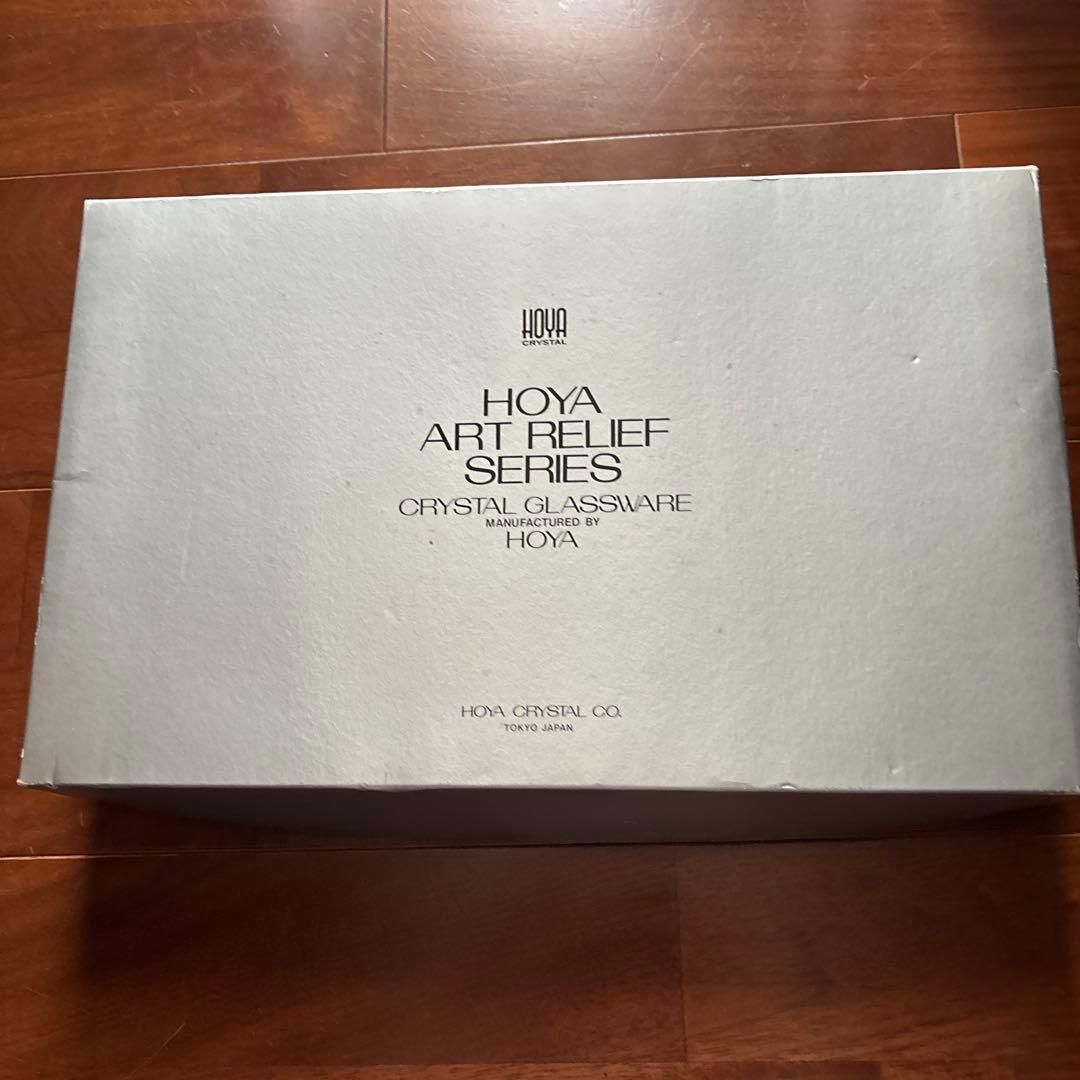 HOYA
CRYSTAL
HOYA
ART RELIEF
SERIES
CRYSTAL GLASSWARE
MANUFACTURED BY
HOYA
HOYA CRYSTAL CO.
TOKYO JAPAN